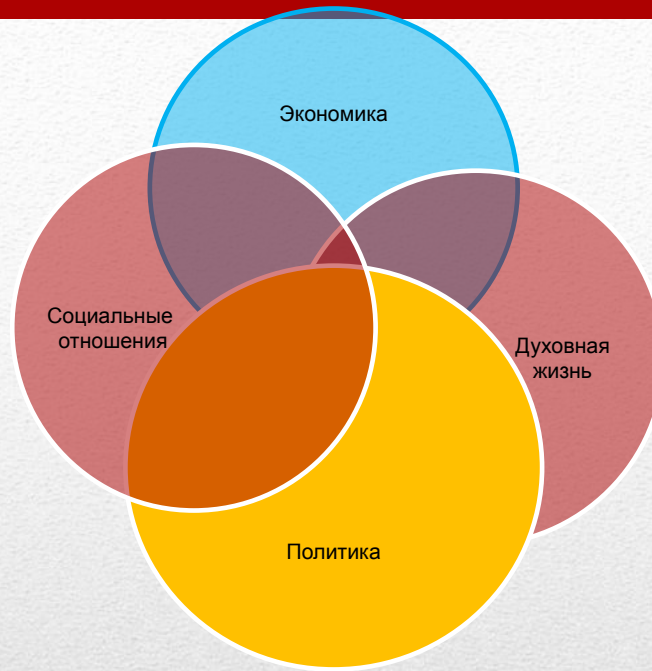 Экономика
Социальные
отношения
Духовная
жизнь
Политика